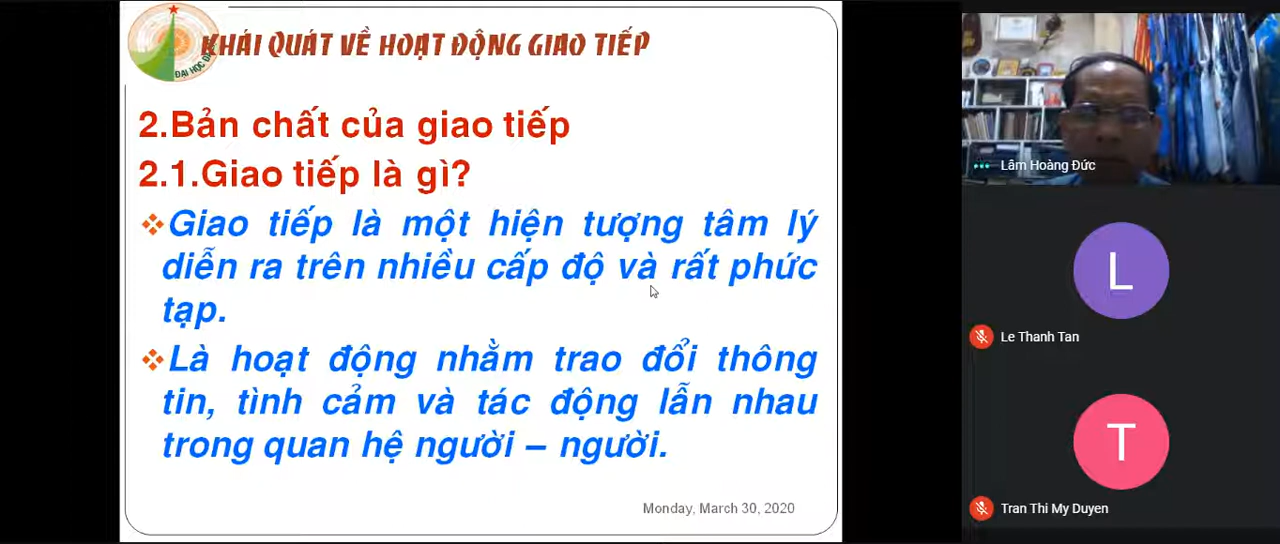 KHÁI QUÁT VỀ HOẠT ĐỘNG GIAO TIẾP
ĐẠI HỌC
2.Bản chất của giao tiếp
2.1.Giao tiếp là gì?
Giao tiếp là một hiện tượng tâm lý
diễn ra trên nhiều cấp độ và rất phức
tạp.
Là hoạt động nhằm trao đổi thông
tin, tình cảm và tác động lẫn nhau
trong quan hệ người – người.
Monday, March 30, 2020
Lâm Hoàng Đức
L
Le Thanh Tan
T
Tran Thi My Duyen